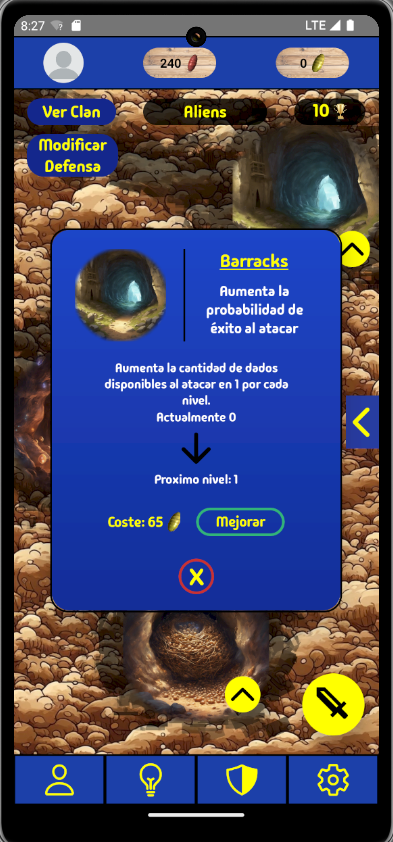 8:27
LTE
240
0
Ver Clan
Aliens
10
Modificar
Defensa
Barracks
Aumenta la
probabilidad de
éxito al atacar
Aumenta la cantidad de dados
disponibles al atacar en 1 por cada
nivel.
Actualmente 0
Proximo nivel: 1
Coste: 65
Mejorar
X